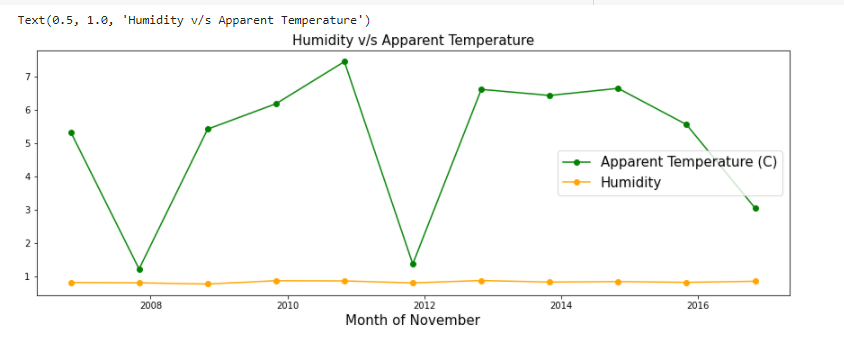 Text(0.5, 1.0, 'Humidity v/s Apparent Temperature')
Humidity v/s Apparent Temperature
7
6
5
4
3
2
1
Apparent Temperature (C)
Humidity
2008 2010 2012 2014 2016
Month of November